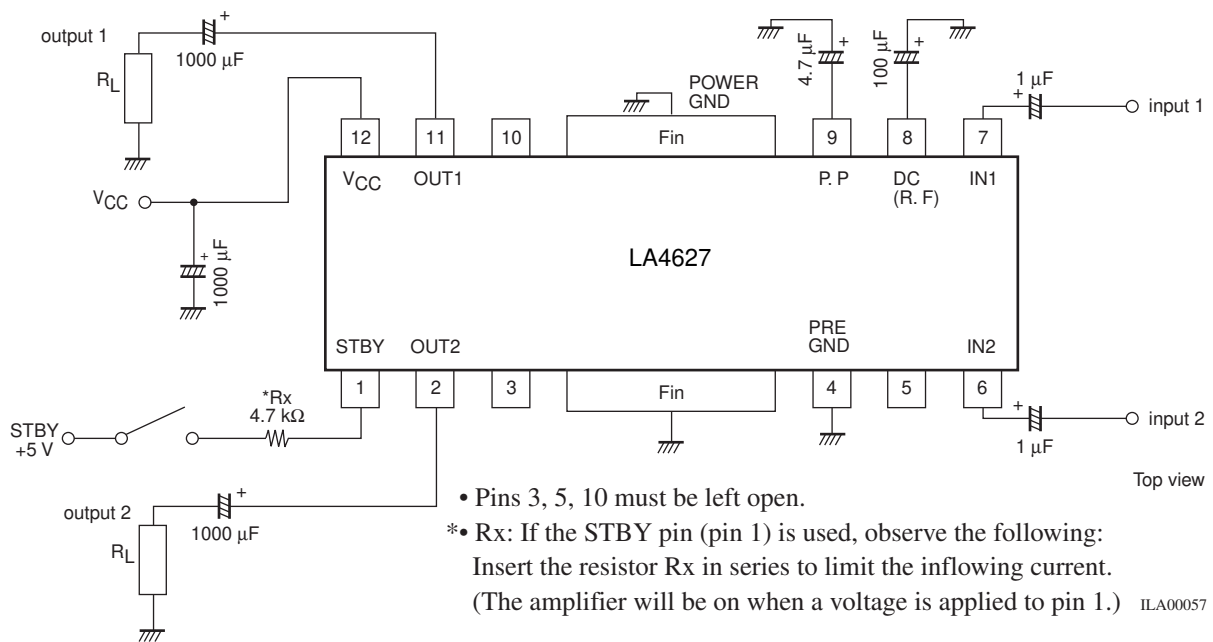 output 1
1000 μF
+
RL
4.7 μF
+
100 μF
+
POWER
GND
1 μF
+
input 1
12
11
10
Fin
9
8
7
VCC
OUT1
P. P
DC
(R. F)
IN1
VCC
+
1000 μF
LA4627
STBY
OUT2
PRE
GND
IN2
1
2
3
Fin
4
5
6
*Rx
4.7 kΩ
STBY
+5 V
+
1 μF
input 2
Top view
output 2
+
1000 μF
RL
• Pins 3, 5, 10 must be left open.
*• Rx: If the STBY pin (pin 1) is used, observe the following:
Insert the resistor Rx in series to limit the inflowing current.
(The amplifier will be on when a voltage is applied to pin 1.)
ILA00057